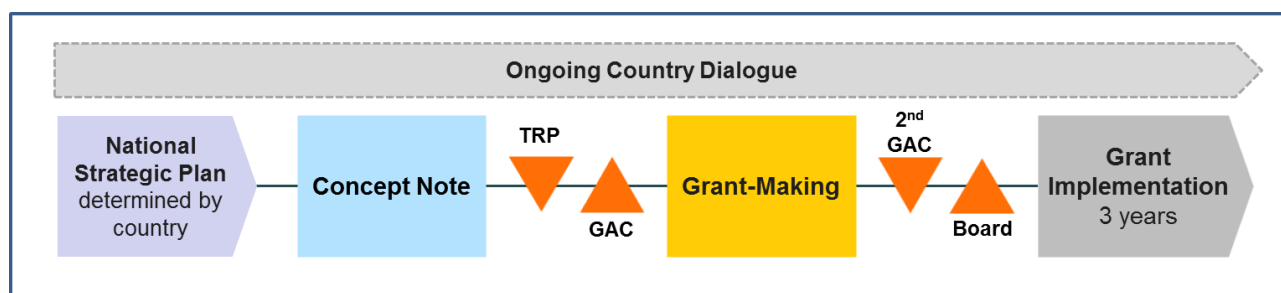 Ongoing Country Dialogue
National
Strategic Plan
determined by
country
Concept Note
TRP
GAC
Grant-Making
2nd
GAC
Board
Grant
Implementation
3 years